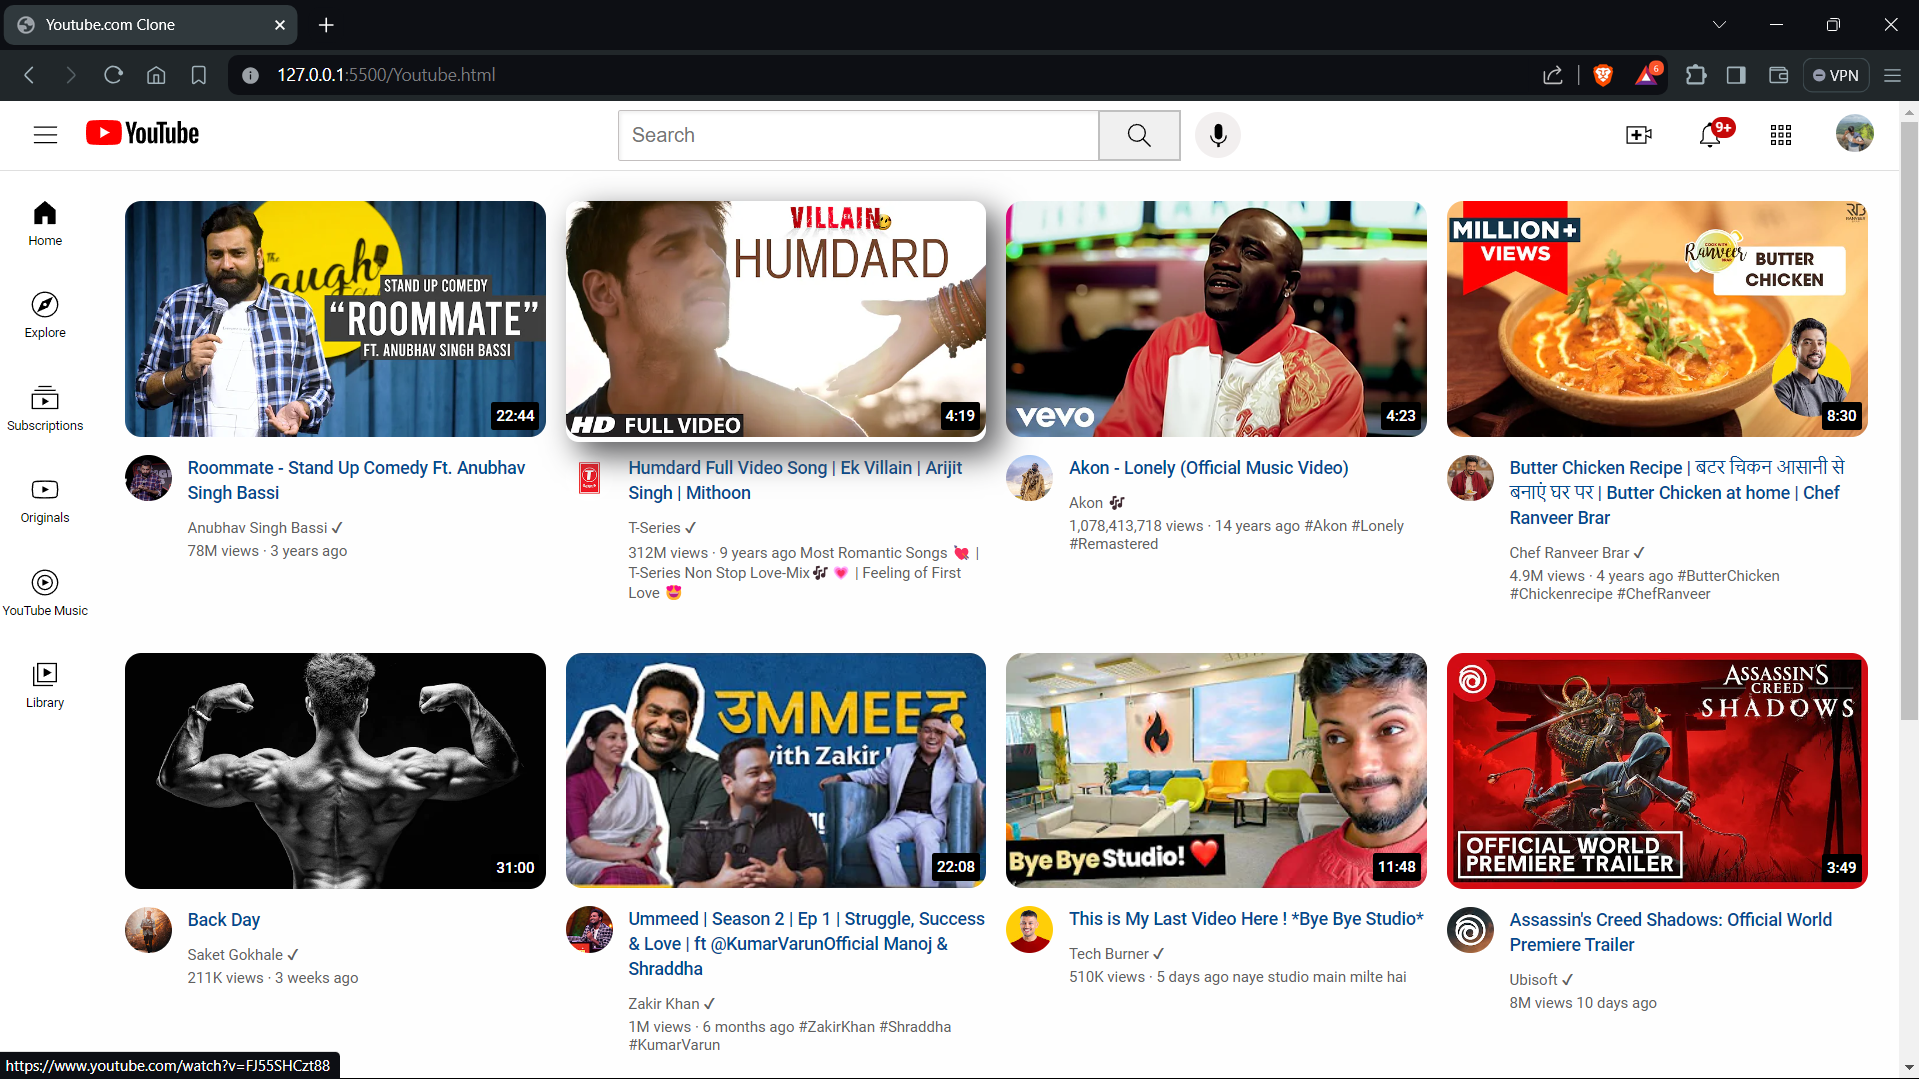 Youtube.com Clone
127.0.0.1:5500/Youtube.html
6
VPN
YouTube
Search
9+
Home
Explore
Subscriptions
Originals
YouTube Music
Library
The
augh
STAND UP COMEDY
“ROOMMATE”
FT. ANUBHAV SINGH BASSI
22:44
Roommate - Stand Up Comedy Ft. Anubhav
Singh Bassi
Anubhav Singh Bassi ✓
78M views · 3 years ago
VILLAIN
HUMDARD
HD FULL VIDEO
4:19
Humdard Full Video Song | Ek Villain | Arijit
Singh | Mithoon
T-Series ✓
312M views · 9 years ago Most Romantic Songs 💘 |
T-Series Non Stop Love-Mix🎶 💗 | Feeling of First
Love 😍
vevo
4:23
Akon - Lonely (Official Music Video)
Akon 🎶
1,078,413,718 views · 14 years ago #Akon #Lonely
#Remastered
MILLION+
VIEWS
COOK WITH
Ranveer
BUTTER
CHICKEN
8:30
Butter Chicken Recipe | बटर चिकन आसानी से
बनाएं घर पर | Butter Chicken at home | Chef
Ranveer Brar
Chef Ranveer Brar ✓
4.9M views · 4 years ago #ButterChicken
#Chickenrecipe #ChefRanveer
31:00
Back Day
Saket Gokhale ✓
211K views · 3 weeks ago
उMMEEद
with Zakir
22:08
Ummeed | Season 2 | Ep 1 | Struggle, Success
& Love | ft @KumarVarunOfficial Manoj &
Shraddha
Zakir Khan ✓
1M views · 6 months ago #ZakirKhan #Shraddha
#KumarVarun
Bye Bye Studio! ❤️
11:48
This is My Last Video Here ! *Bye Bye Studio*
Tech Burner ✓
510K views · 5 days ago naye studio main milte hai
ASSASSIN'S
CREED
SHADOWS
OFFICIAL WORLD
PREMIERE TRAILER
3:49
Assassin's Creed Shadows: Official World
Premiere Trailer
Ubisoft ✓
8M views 10 days ago
https://www.youtube.com/watch?v=FJ55SHCzt88